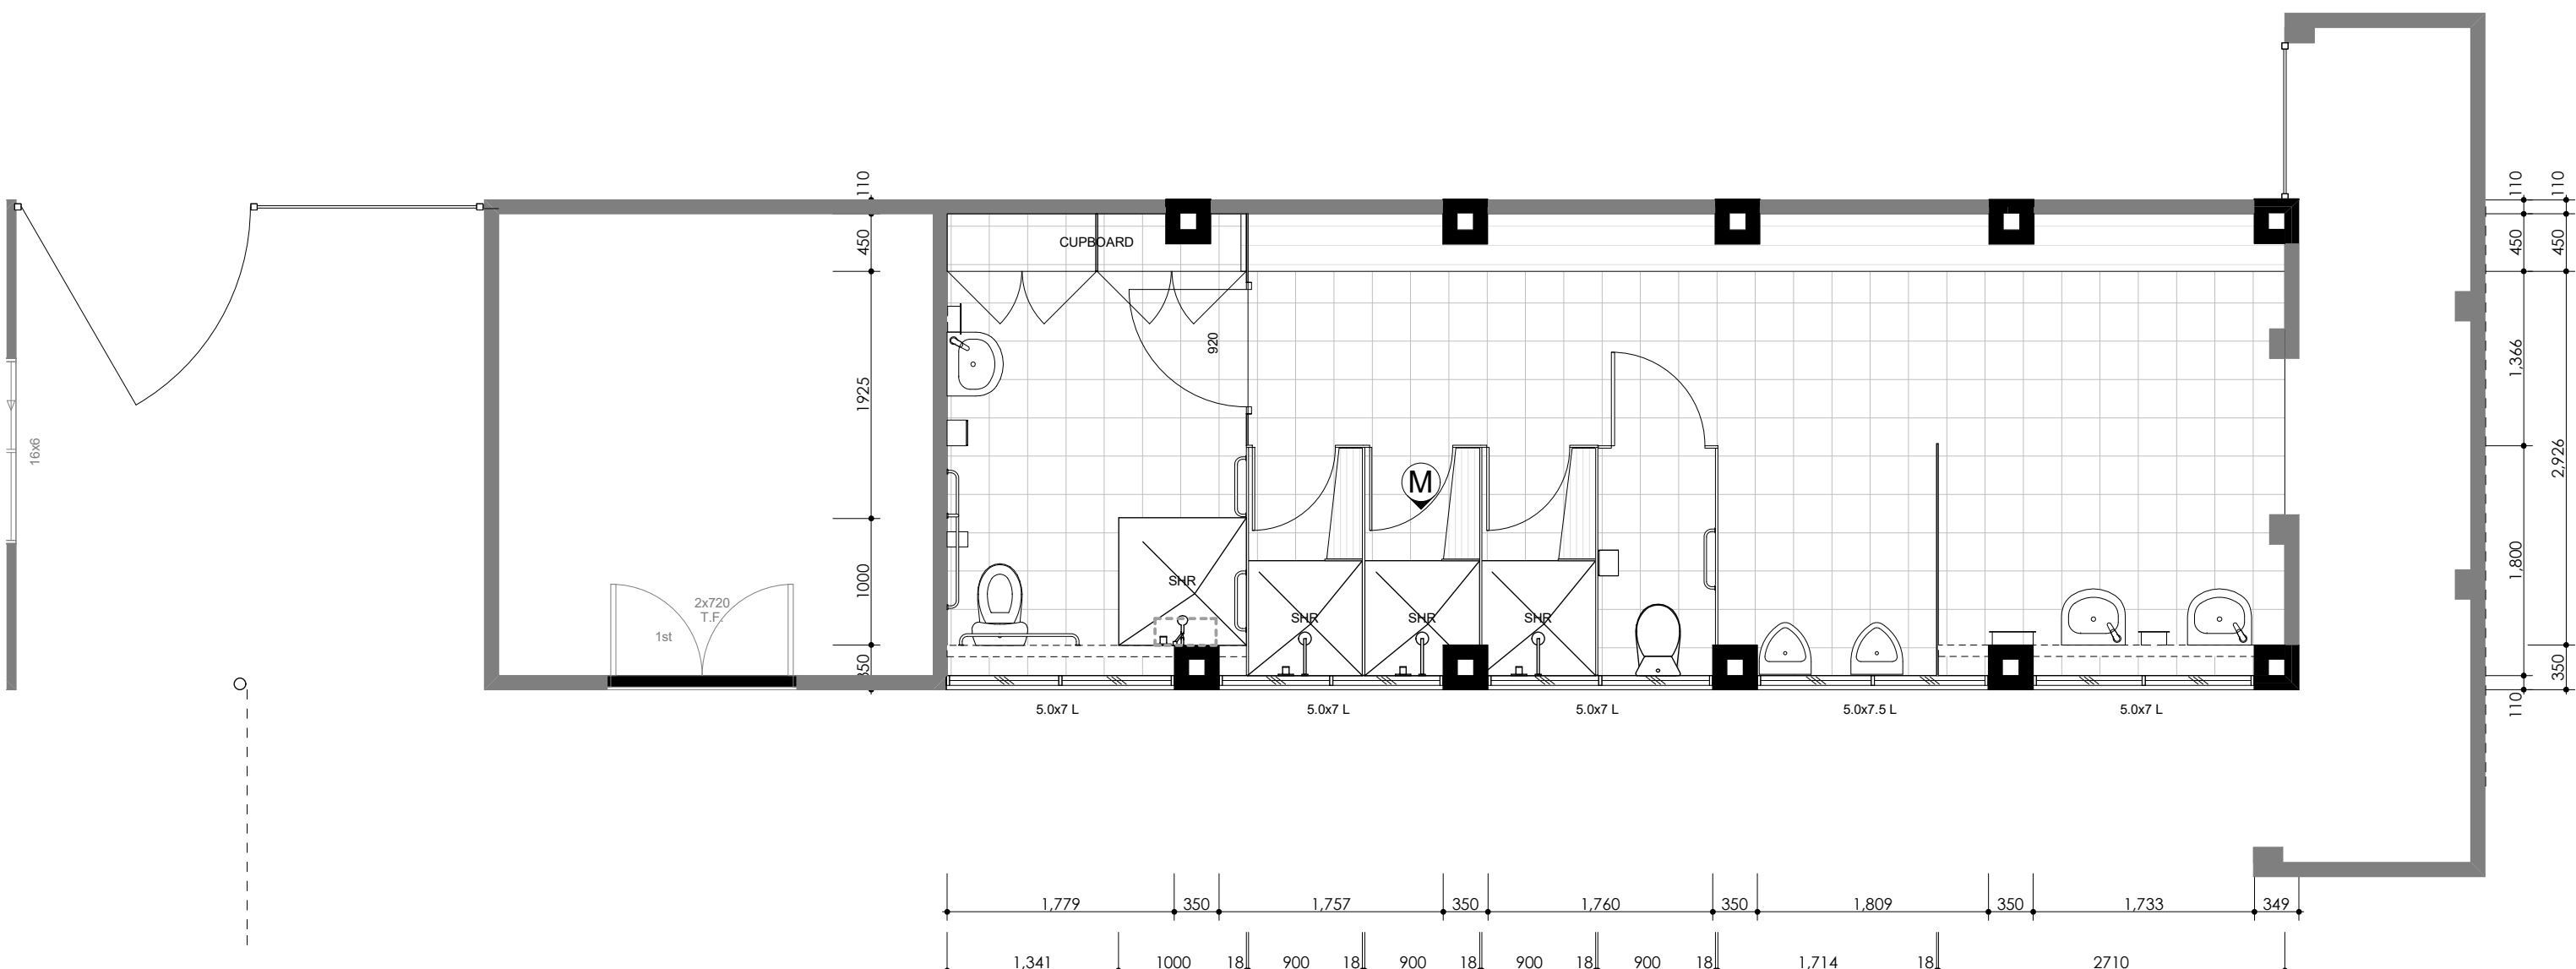 110
110
110
450
CUPBOARD
450
450
920
1925
1,366
16x6
2,926
M
1000
SHR
1,800
2x720
T.F.
1st
SHR
SHR
SHR
350
350
110
5.0x7 L
5.0x7 L
5.0x7 L
5.0x7.5 L
5.0x7 L
1,779 350 1,757 350 1,760 350 1,809 350 1,733 349
1,341 1000 18 900 18 900 18 900 18 900 18 1,714 18 2710